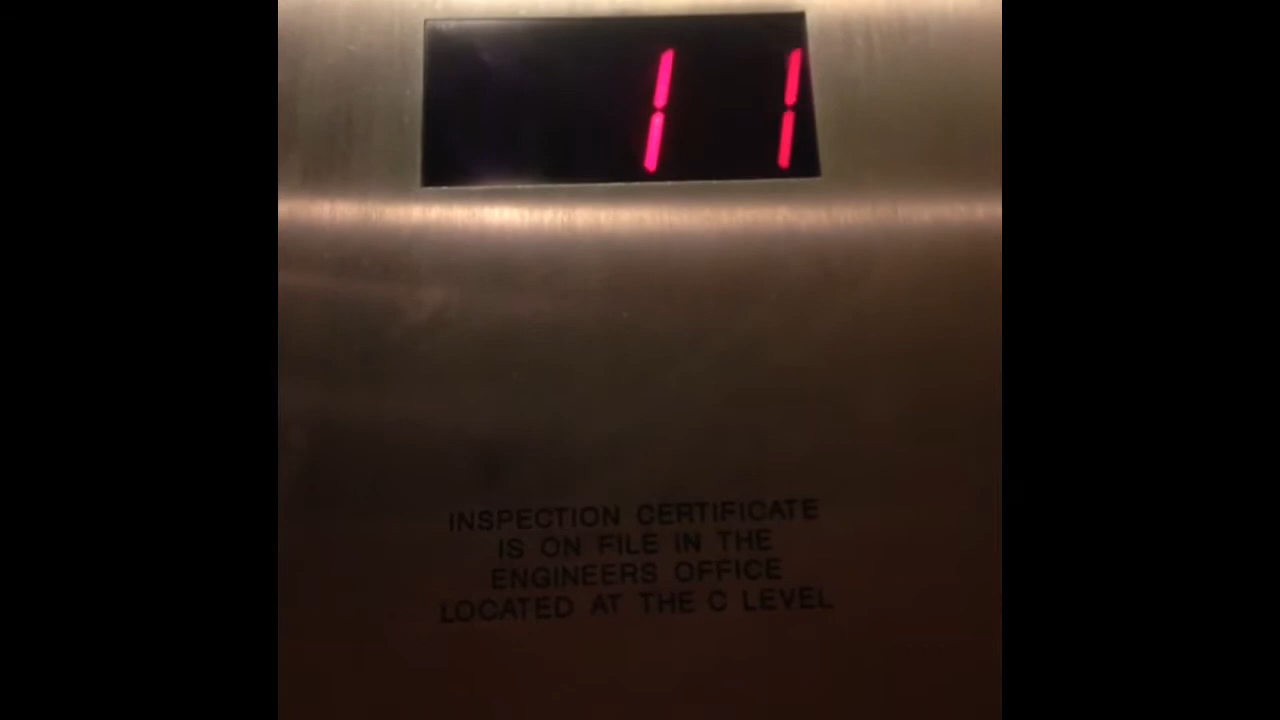 11
INSPECTION CERTIFICATE
IS ON FILE IN THE
ENGINEERS OFFICE
LOCATED AT THE C LEVEL